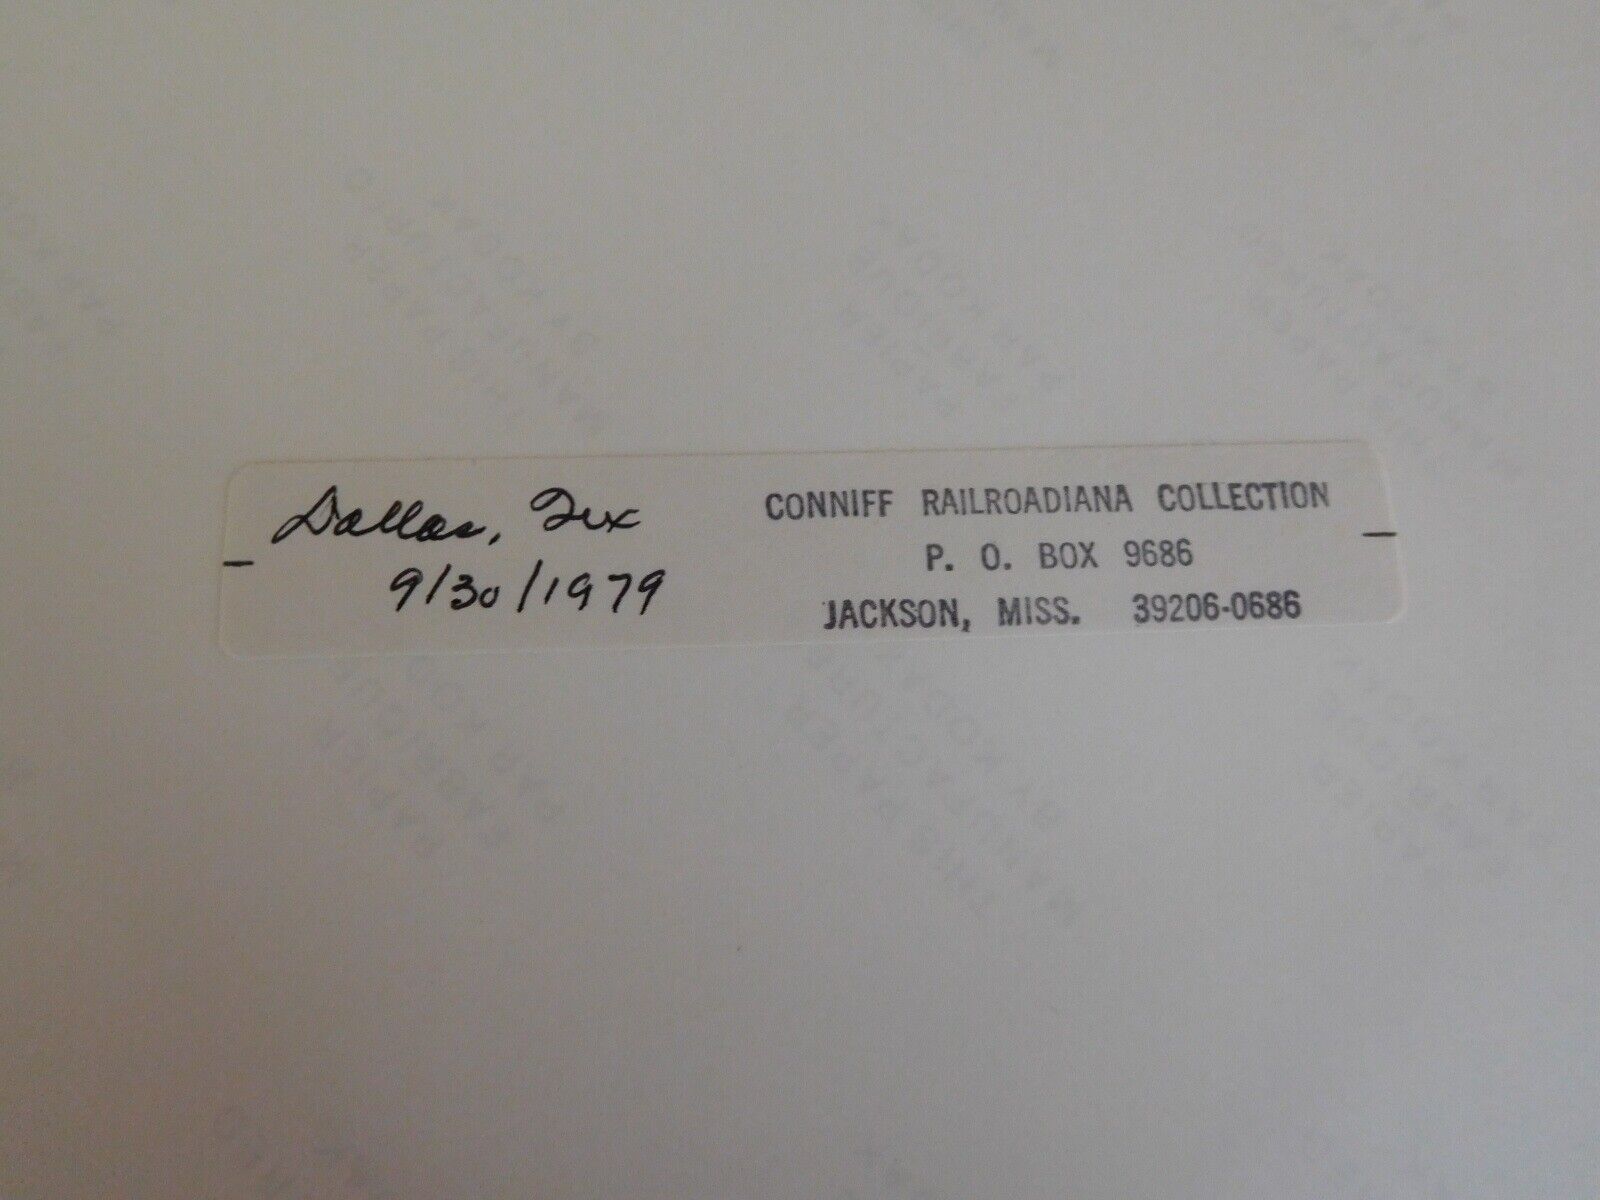 Dallas, Tex
9/30/1979
CONNIFF RAILROADIANA COLLECTION
P. O. BOX 9686
JACKSON, MISS. 39206-0686